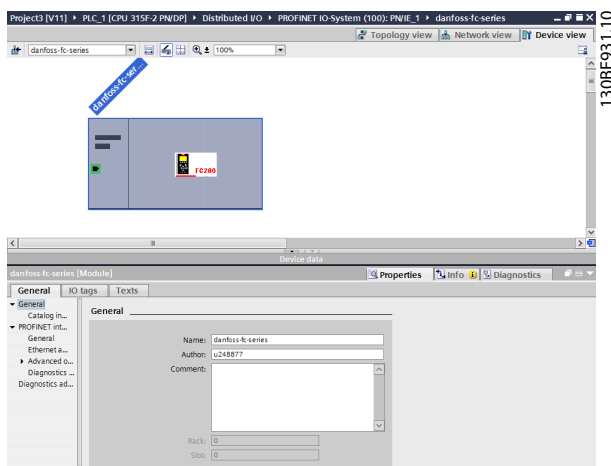 Project3 [V11] ▸ PLC_1 [CPU 315F-2 PN/DP] ▸ Distributed I/O ▸ PROFINET IO-System (100): PN/IE_1 ▸ danfoss-fc-series
Topology view Network view Device view
danfoss-fc-series 100%
130BE931.10
danfoss-fc-ser...
FC280
Device data
danfoss-fc-series [Module] Properties Info Diagnostics
General IO tags Texts
General
Catalog in...
PROFINET int...
General
Ethernet a...
Advanced o...
Diagnostics ...
Diagnostics ad...
General
Name: danfoss-fc-series
Author: u248877
Comment:
Rack: 0
Slot: 0